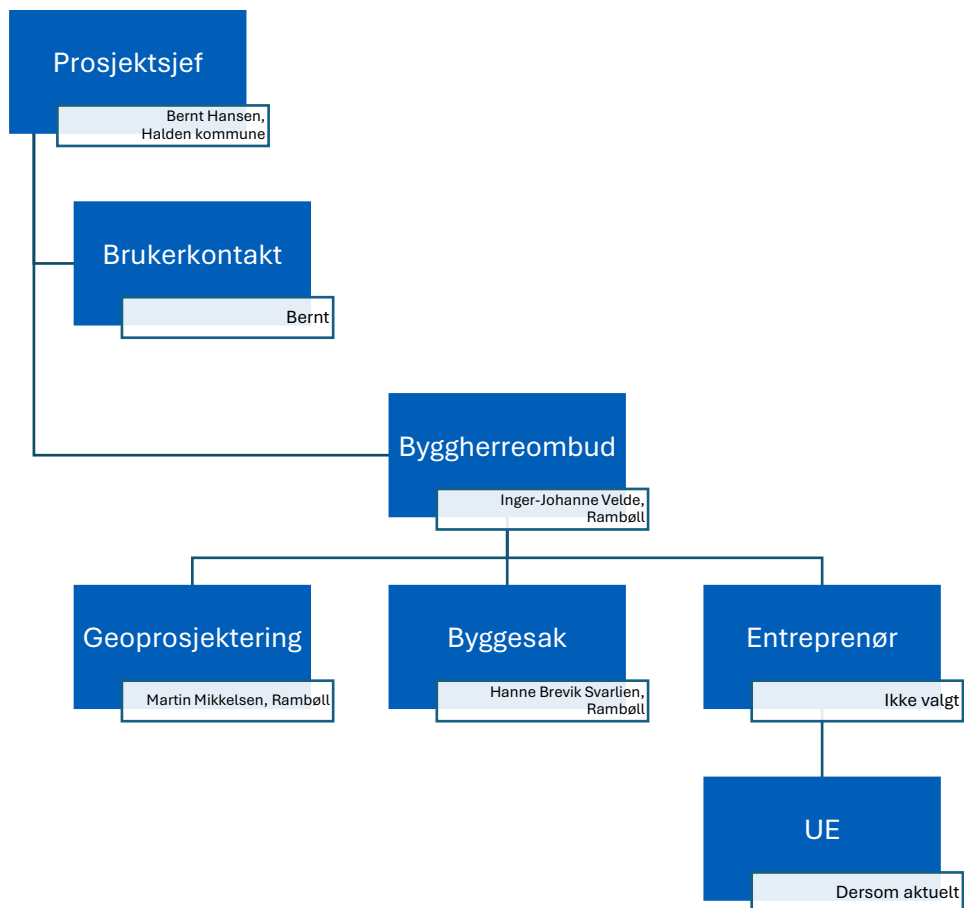 Prosjektsjef
Bernt Hansen,
Halden kommune
Brukerkontakt
Bernt
Byggherreombud
Inger-Johanne Velde,
Rambøll
Geoprosjektering
Martin Mikkelsen, Rambøll
Byggesak
Hanne Brevik Svarlien,
Rambøll
Entreprenør
Ikke valgt
UE
Dersom aktuelt